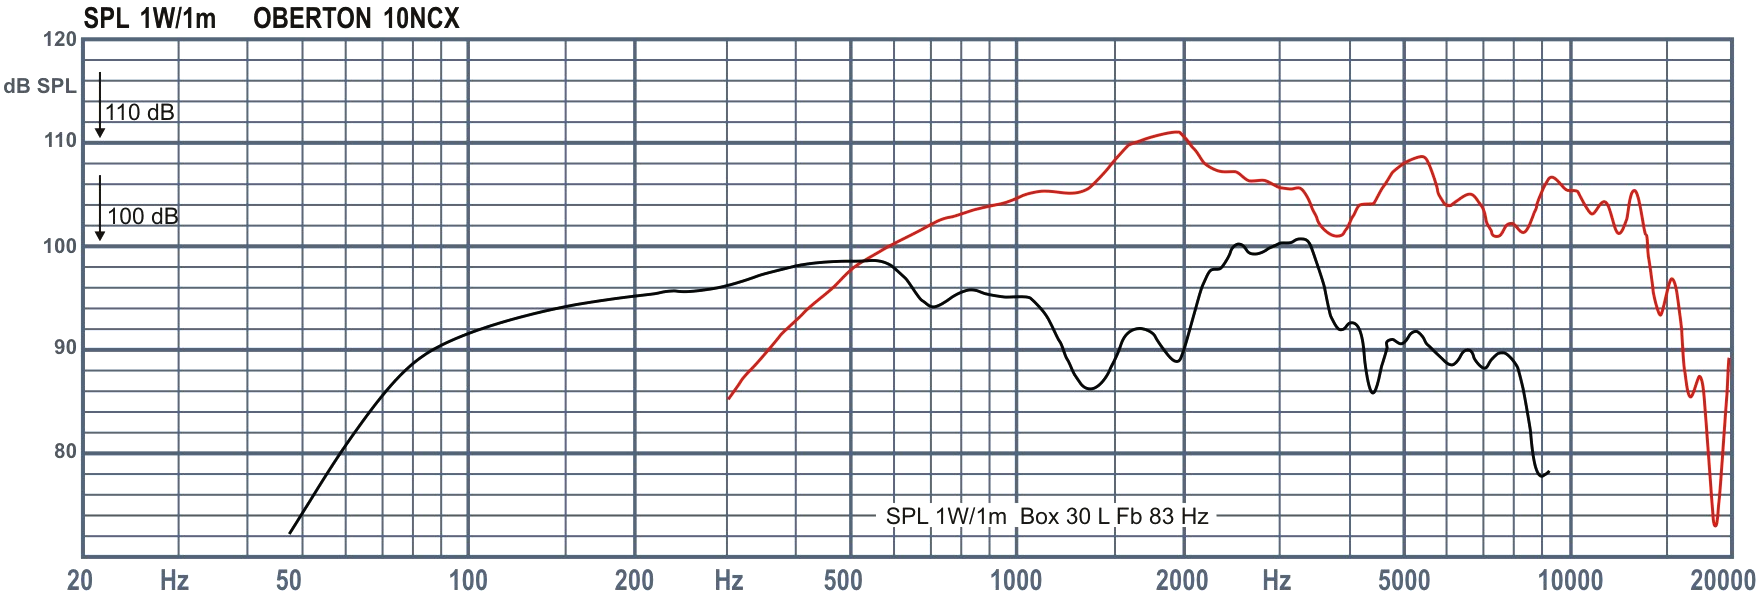 SPL 1W/1m OBERTON 10NCX
120
dB SPL
110 dB
110
100 dB
100
90
80
SPL 1W/1m Box 30 L Fb 83 Hz
20 Hz 50 100 200 Hz 500 1000 2000 Hz 5000 10000 20000